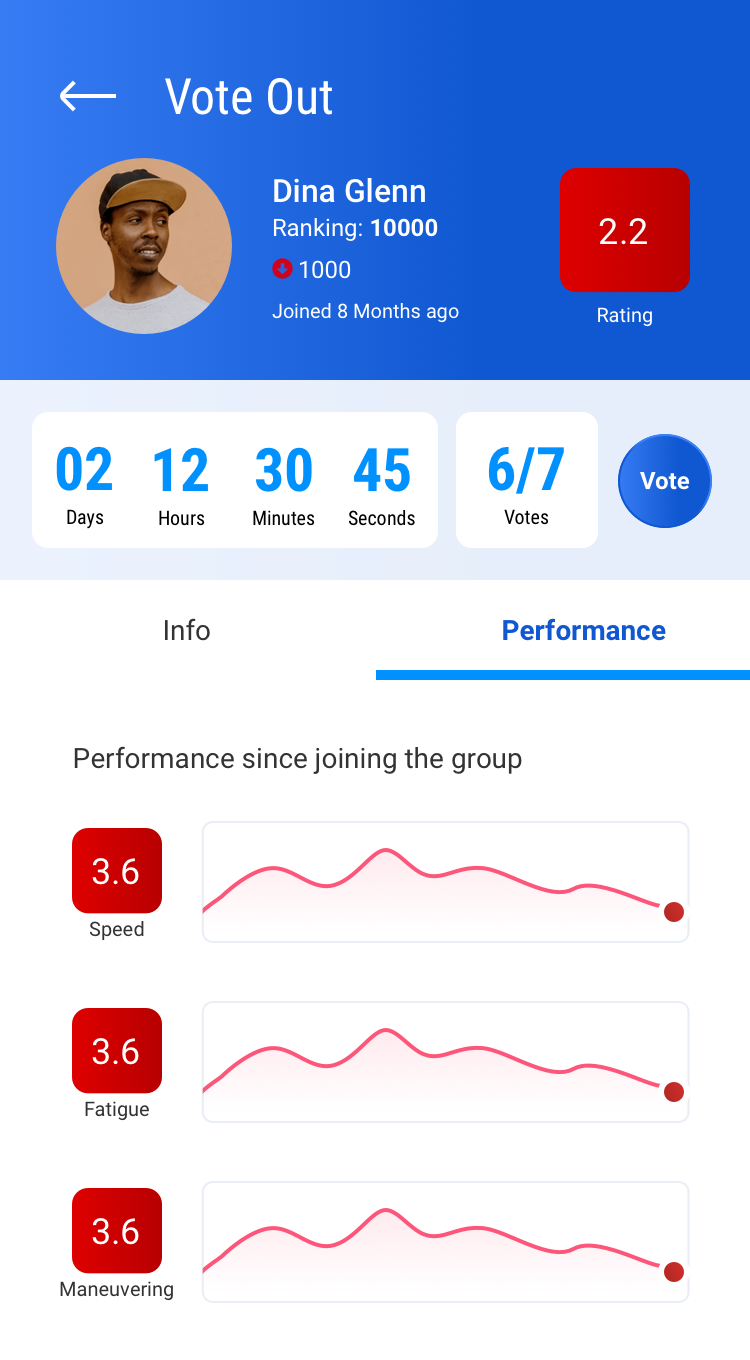 Vote Out
Dina Glenn
Ranking: 10000
1000
Joined 8 Months ago
2.2
Rating
02 12 30 45
Days Hours Minutes Seconds
6/7
Votes
Vote
Info Performance
Performance since joining the group
3.6
Speed
3.6
Fatigue
3.6
Maneuvering